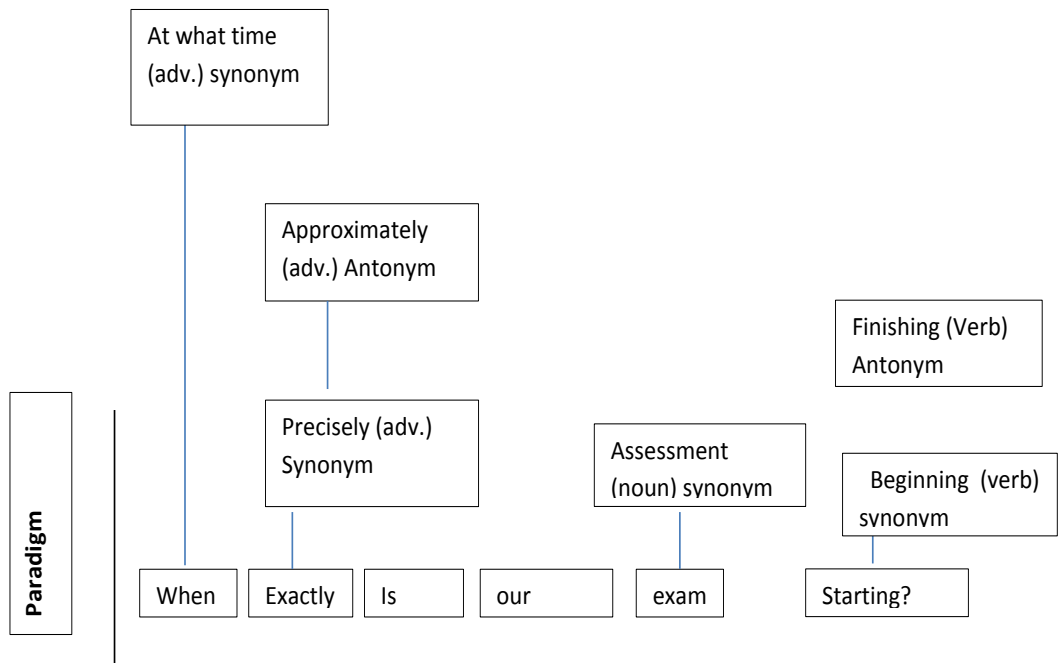 At what time
(adv.) synonym
Approximately
(adv.) Antonym
Finishing (Verb)
Antonym
Precisely (adv.)
Synonym
Assessment
(noun) synonym
Beginning (verb)
synonym
Paradigm
When
Exactly
Is
our
exam
Starting?